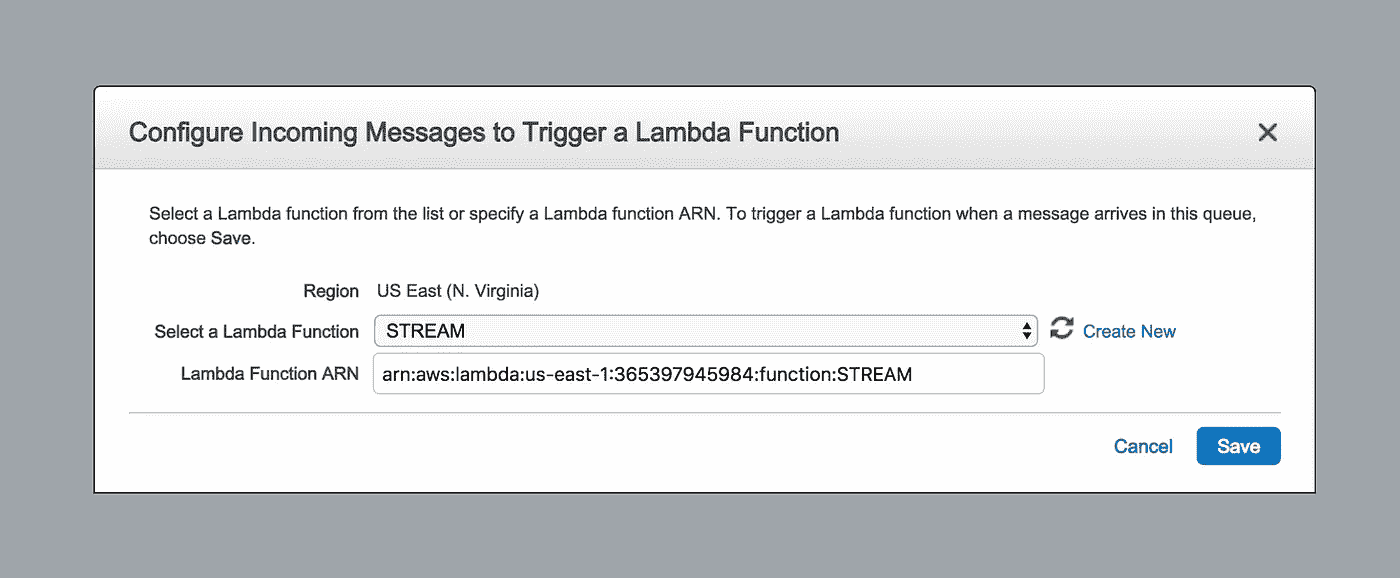 Configure Incoming Messages to Trigger a Lambda Function
Select a Lambda function from the list or specify a Lambda function ARN. To trigger a Lambda function when a message arrives in this queue,
choose Save.
Region US East (N. Virginia)
Select a Lambda Function STREAM Create New
Lambda Function ARN arn:aws:lambda:us-east-1:365397945984:function:STREAM
Cancel Save